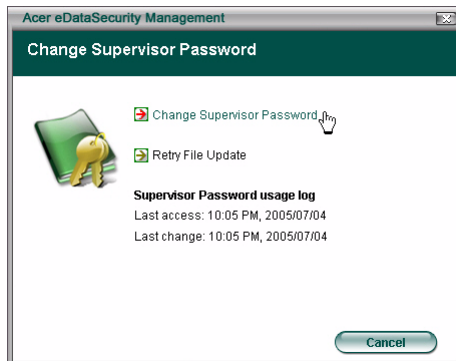 Acer eDataSecurity Management
Change Supervisor Password
Change Supervisor Password
Retry File Update
Supervisor Password usage log
Last access: 10:05 PM, 2005/07/04
Last change: 10:05 PM, 2005/07/04
Cancel